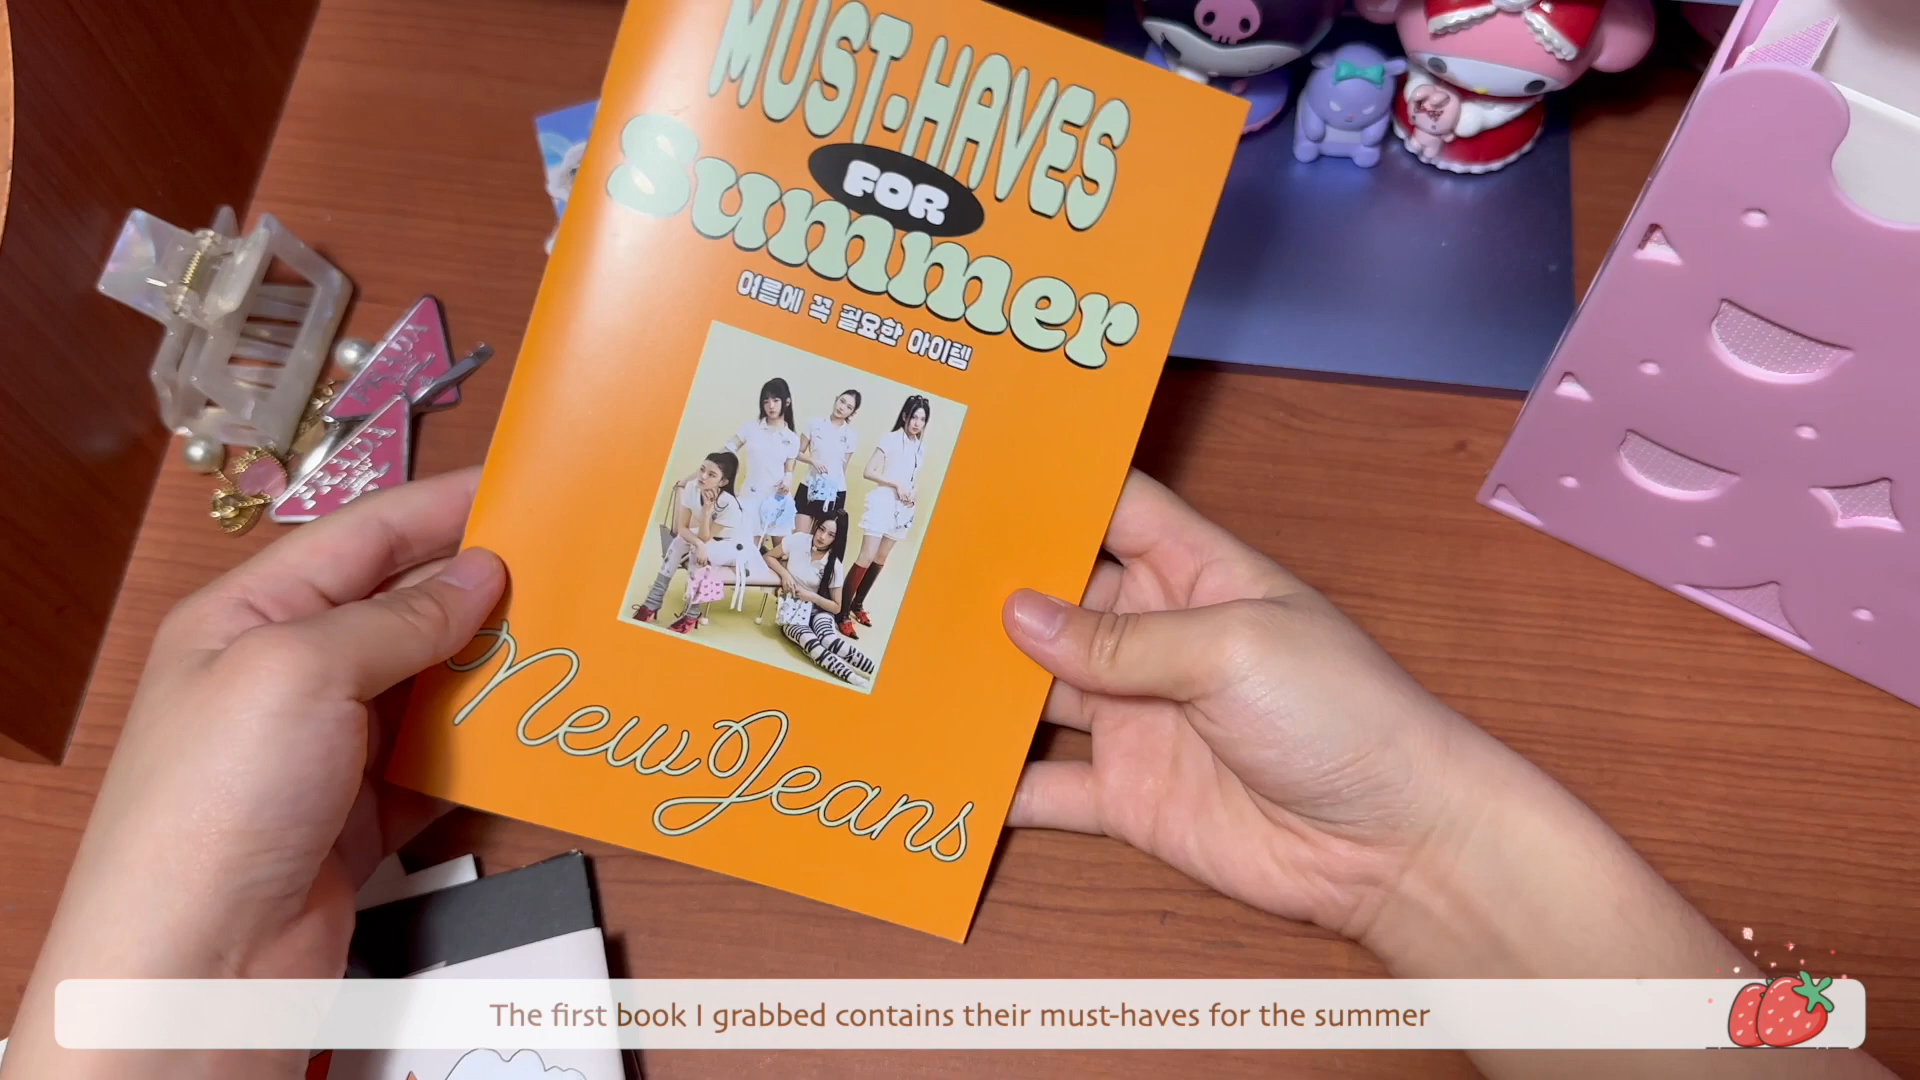 MUST-HAVES
FOR
Summer
여름에 꼭 필요한 아이템
NewJeans
The first book I grabbed contains their must-haves for the summer